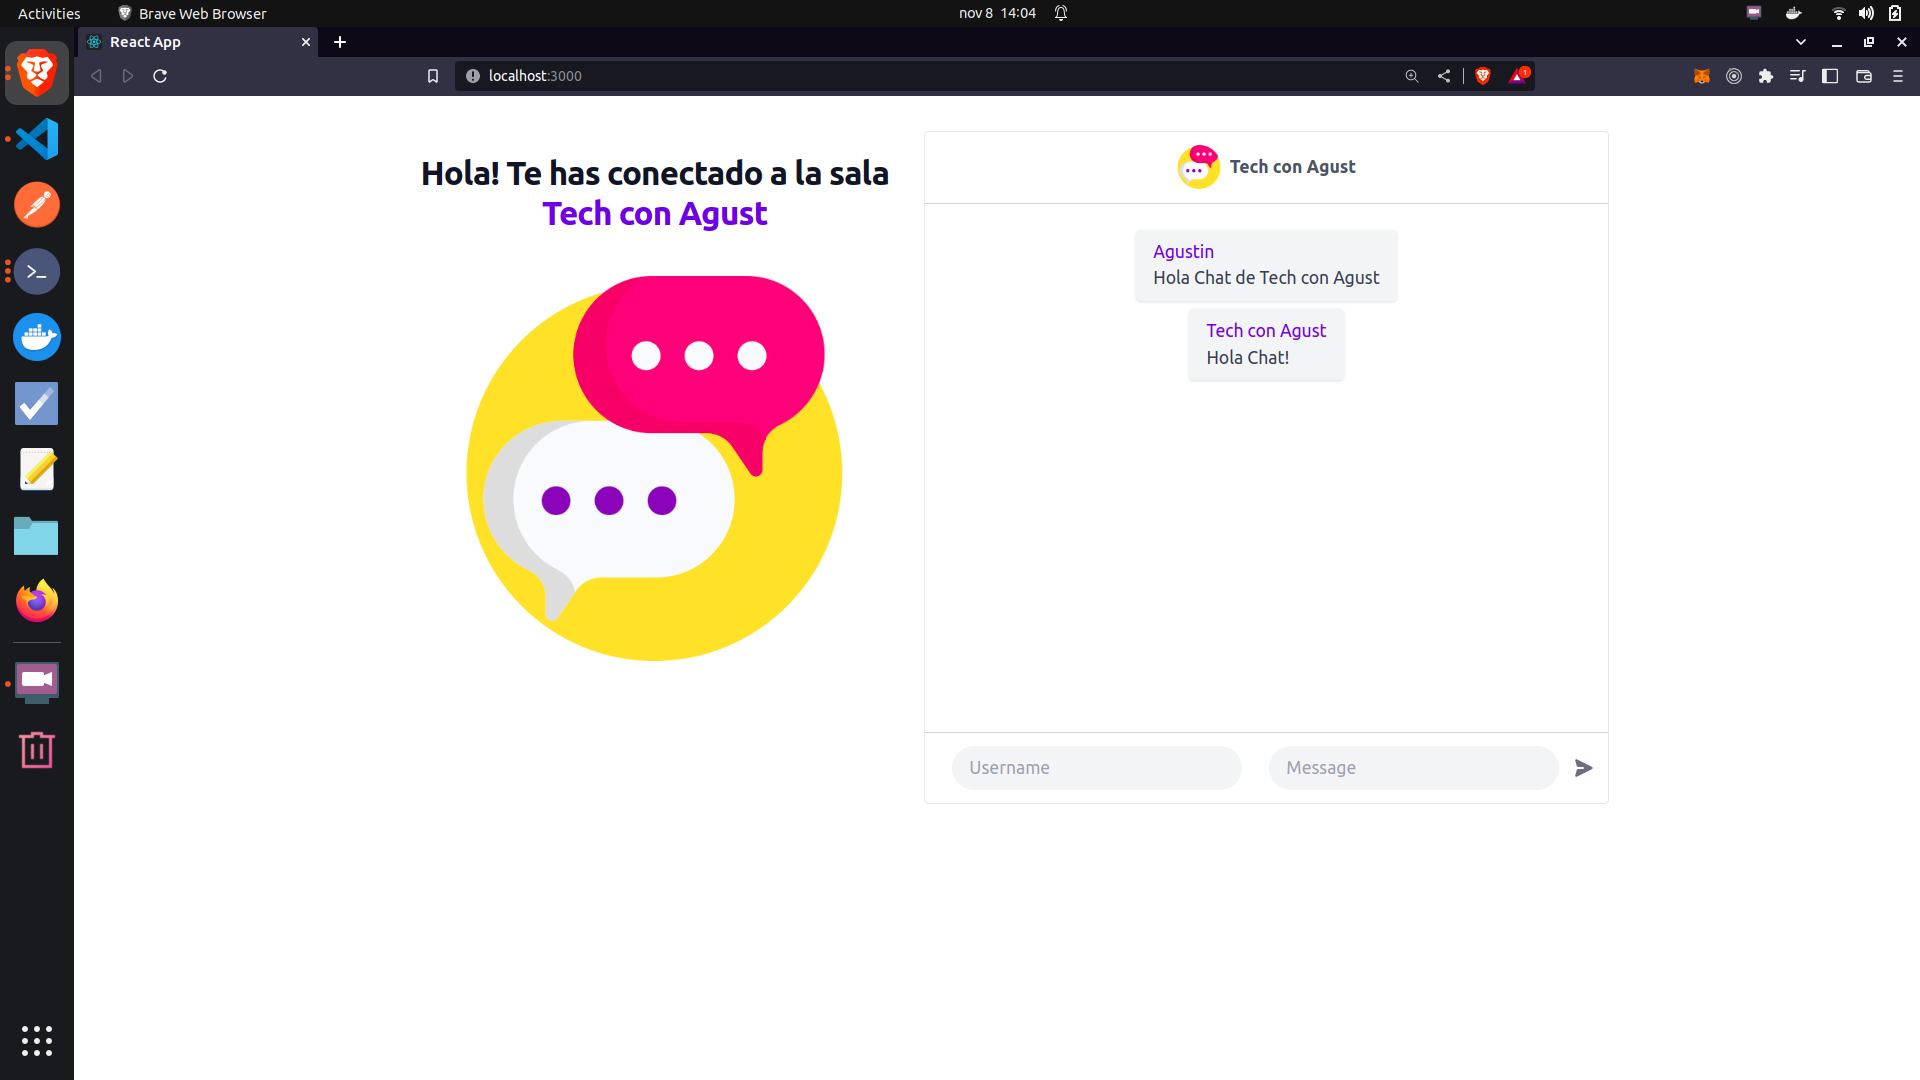 Activities
Brave Web Browser
nov 8 14:04
React App
localhost:3000
1
Hola! Te has conectado a la sala
Tech con Agust
Tech con Agust
Agustin
Hola Chat de Tech con Agust
Tech con Agust
Hola Chat!
Username
Message